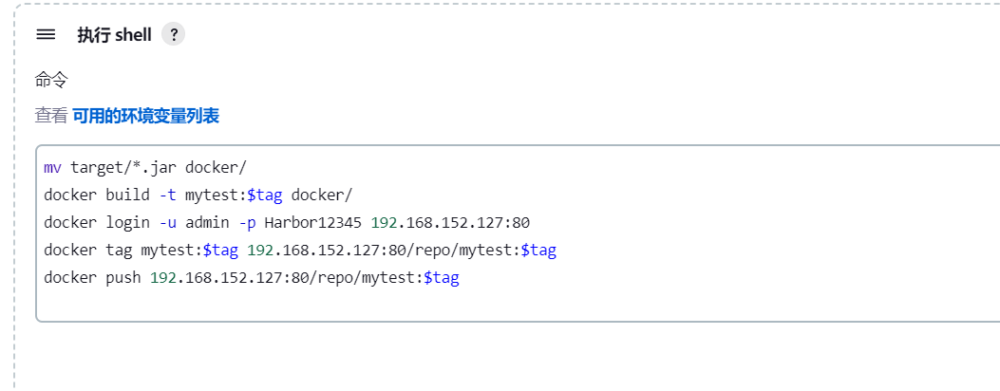 执行 shell ?
命令
查看 可用的环境变量列表
mv target/*.jar docker/
docker build -t mytest:$tag docker/
docker login -u admin -p Harbor12345 192.168.152.127:80
docker tag mytest:$tag 192.168.152.127:80/repo/mytest:$tag
docker push 192.168.152.127:80/repo/mytest:$tag